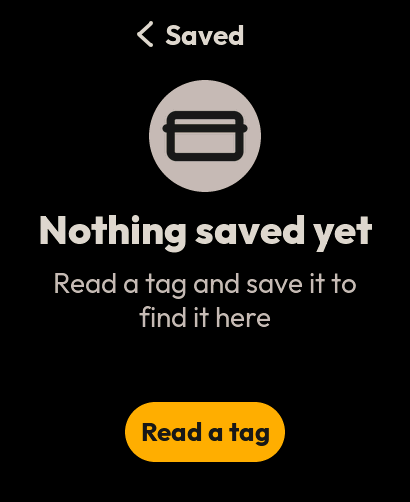 Saved
Nothing saved yet
Read a tag and save it to
find it here
Read a tag